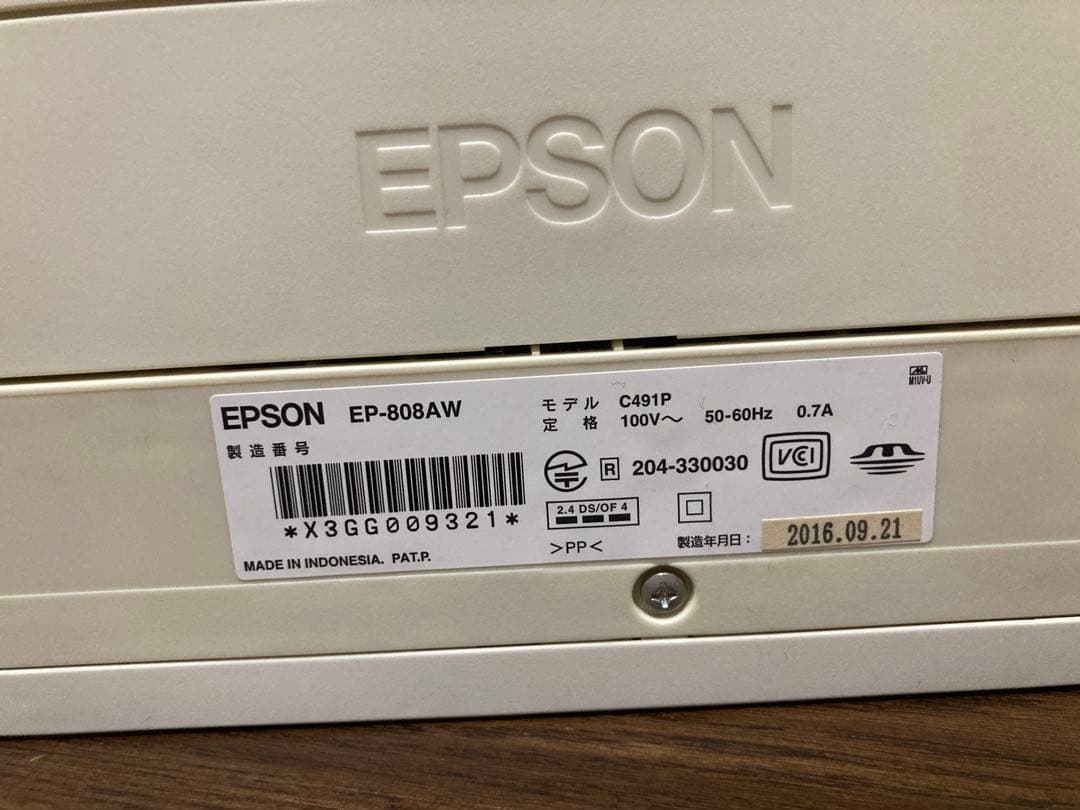 EPSON
EPSON EP-808AW
製造番号
*X3GG009321*
MADE IN INDONESIA. PAT.P.
モデル C491P
定格 100V～ 50-60Hz 0.7A
R 204-330030 VCCI
2.4 DS/OF 4
>PP<
製造年月日： 2016.09.21
M1UV-U